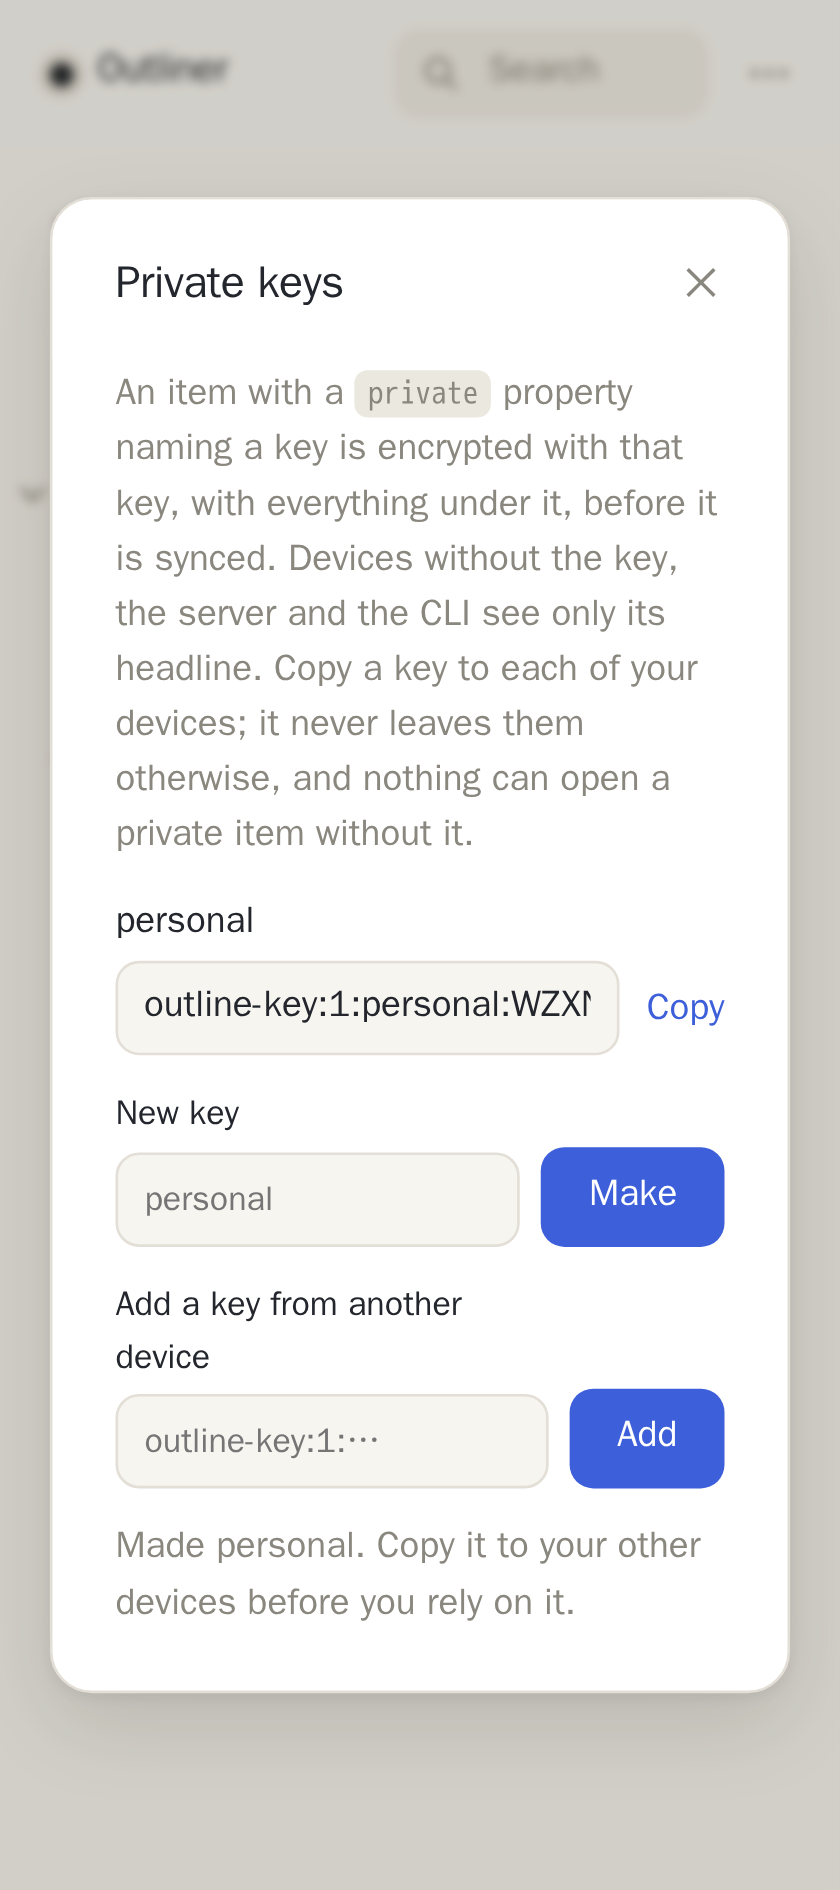 Outliner
Search
Private keys
An item with a private property
naming a key is encrypted with that
key, with everything under it, before it
is synced. Devices without the key,
the server and the CLI see only its
headline. Copy a key to each of your
devices; it never leaves them
otherwise, and nothing can open a
private item without it.
personal
outline-key:1:personal:WZX
Copy
New key
personal
Make
Add a key from another
device
outline-key:1:···
Add
Made personal. Copy it to your other
devices before you rely on it.